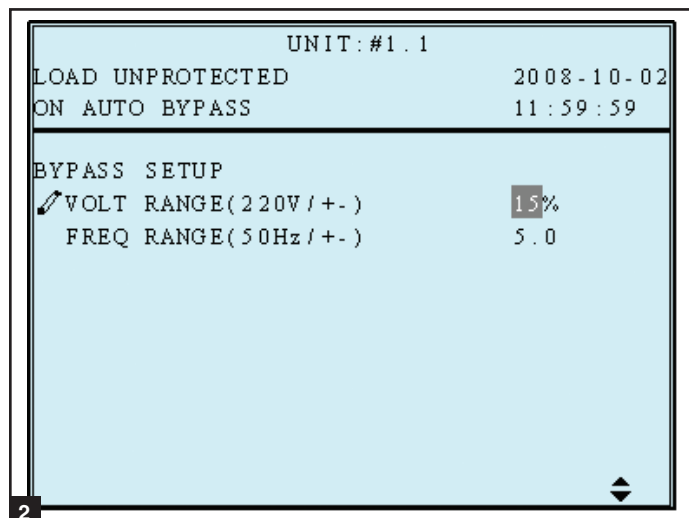 UNIT:#1.1
LOAD UNPROTECTED 2008-10-02
ON AUTO BYPASS 11:59:59
BYPASS SETUP
VOLT RANGE(220V/+-) 15%
FREQ RANGE(50Hz/+-) 5.0
2